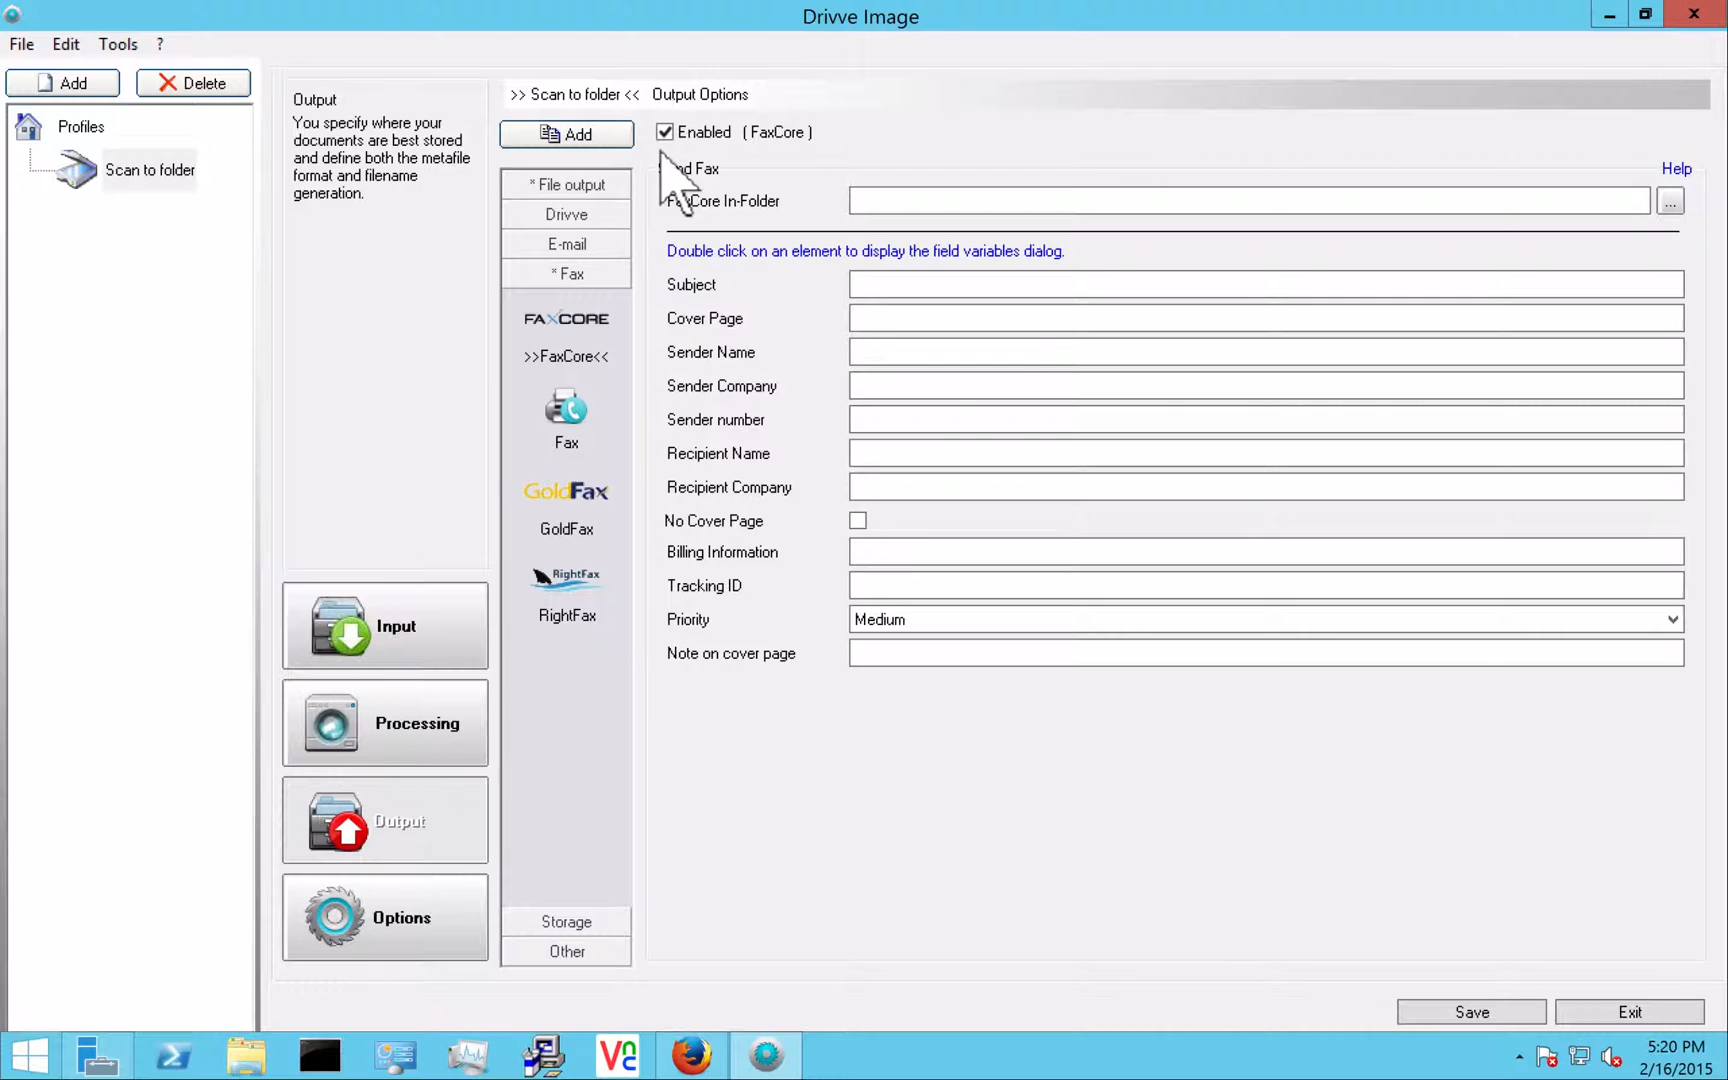 Drivve Image
File Edit Tools ?
Add Delete
Profiles
Scan to folder
Output
You specify where your
documents are best stored
and define both the metafile
format and filename
generation.
Input
Processing
Output
Options
>> Scan to folder << Output Options
Add
* File output
Drivve
E-mail
* Fax
FAXCORE
>>FaxCore<<
Fax
GoldFax
GoldFax
RightFax
RightFax
Storage
Other
Enabled ( FaxCore )
Fax
Help
In-Folder
...
Double click on an element to display the field variables dialog.
Subject
Cover Page
Sender Name
Sender Company
Sender number
Recipient Name
Recipient Company
No Cover Page
Billing Information
Tracking ID
Priority Medium
Note on cover page
Save Exit
VNC
5:20 PM
2/16/2015